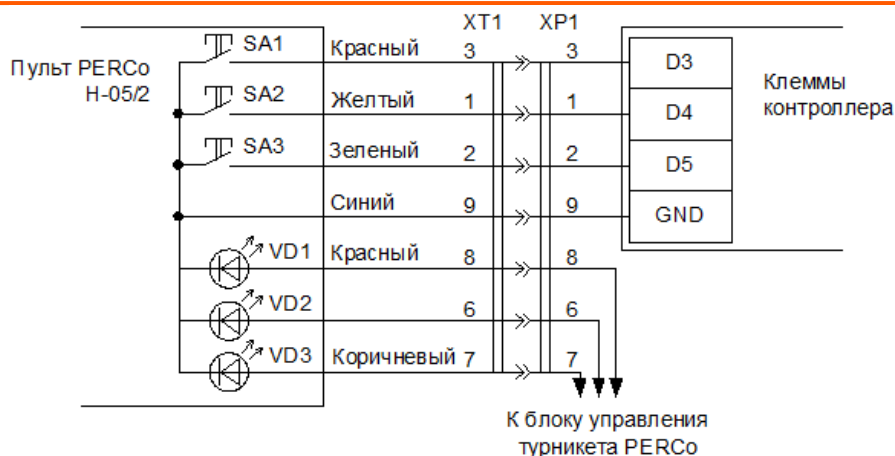 XT1 XP1
Пульт PERCo
H-05/2
SA1 Красный 3 3 D3
SA2 Желтый 1 1 D4
SA3 Зеленый 2 2 D5
Синий 9 9 GND
VD1 Красный 8 8
VD2 6 6
VD3 Коричневый 7 7
Клеммы
контроллера
К блоку управления
турникета PERCo